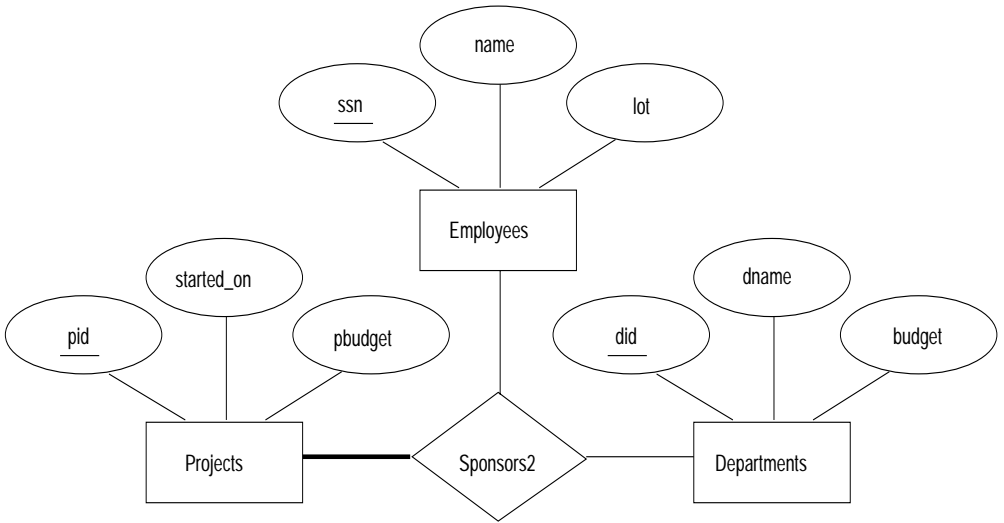 name
ssn
lot
Employees
started_on
dname
pid
pbudget
did
budget
Projects
Sponsors2
Departments